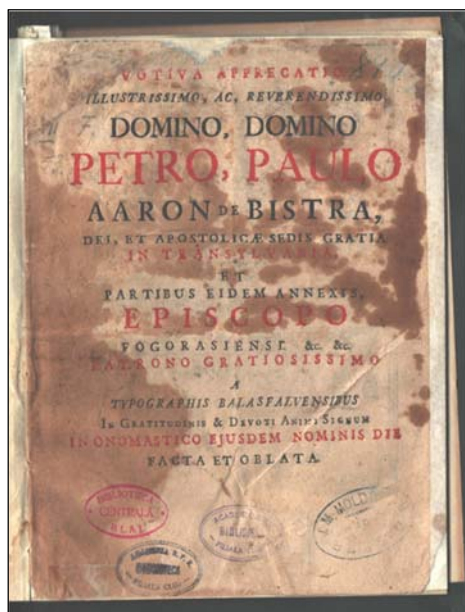 VOTIVA APPRECATIO
ILLUSTRISSIMO, AC, REVERENDISSIMO
DOMINO, DOMINO
PETRO, PAULO
AARON DE BISTRA,
DEI, ET APOSTOLICÆ SEDIS GRATIA
IN TRANSYLVANIA,
ET
PARTIBUS EIDEM ANNEXIS,
EPISCOPO
FOGORASIENSI. &c. &c.
PATRONO GRATIOSISSIMO
A
TYPOGRAPHIS BALASFALVENSIBUS
IN GRATITUDINIS & DEVOTI ANIMI SIGNUM
IN ONOMASTICO EJUSDEM NOMINIS DIE
FACTA ET OBLATA.
BIBLIOTECA
CENTRALĂ
BLAJ
BIBLIOTECA